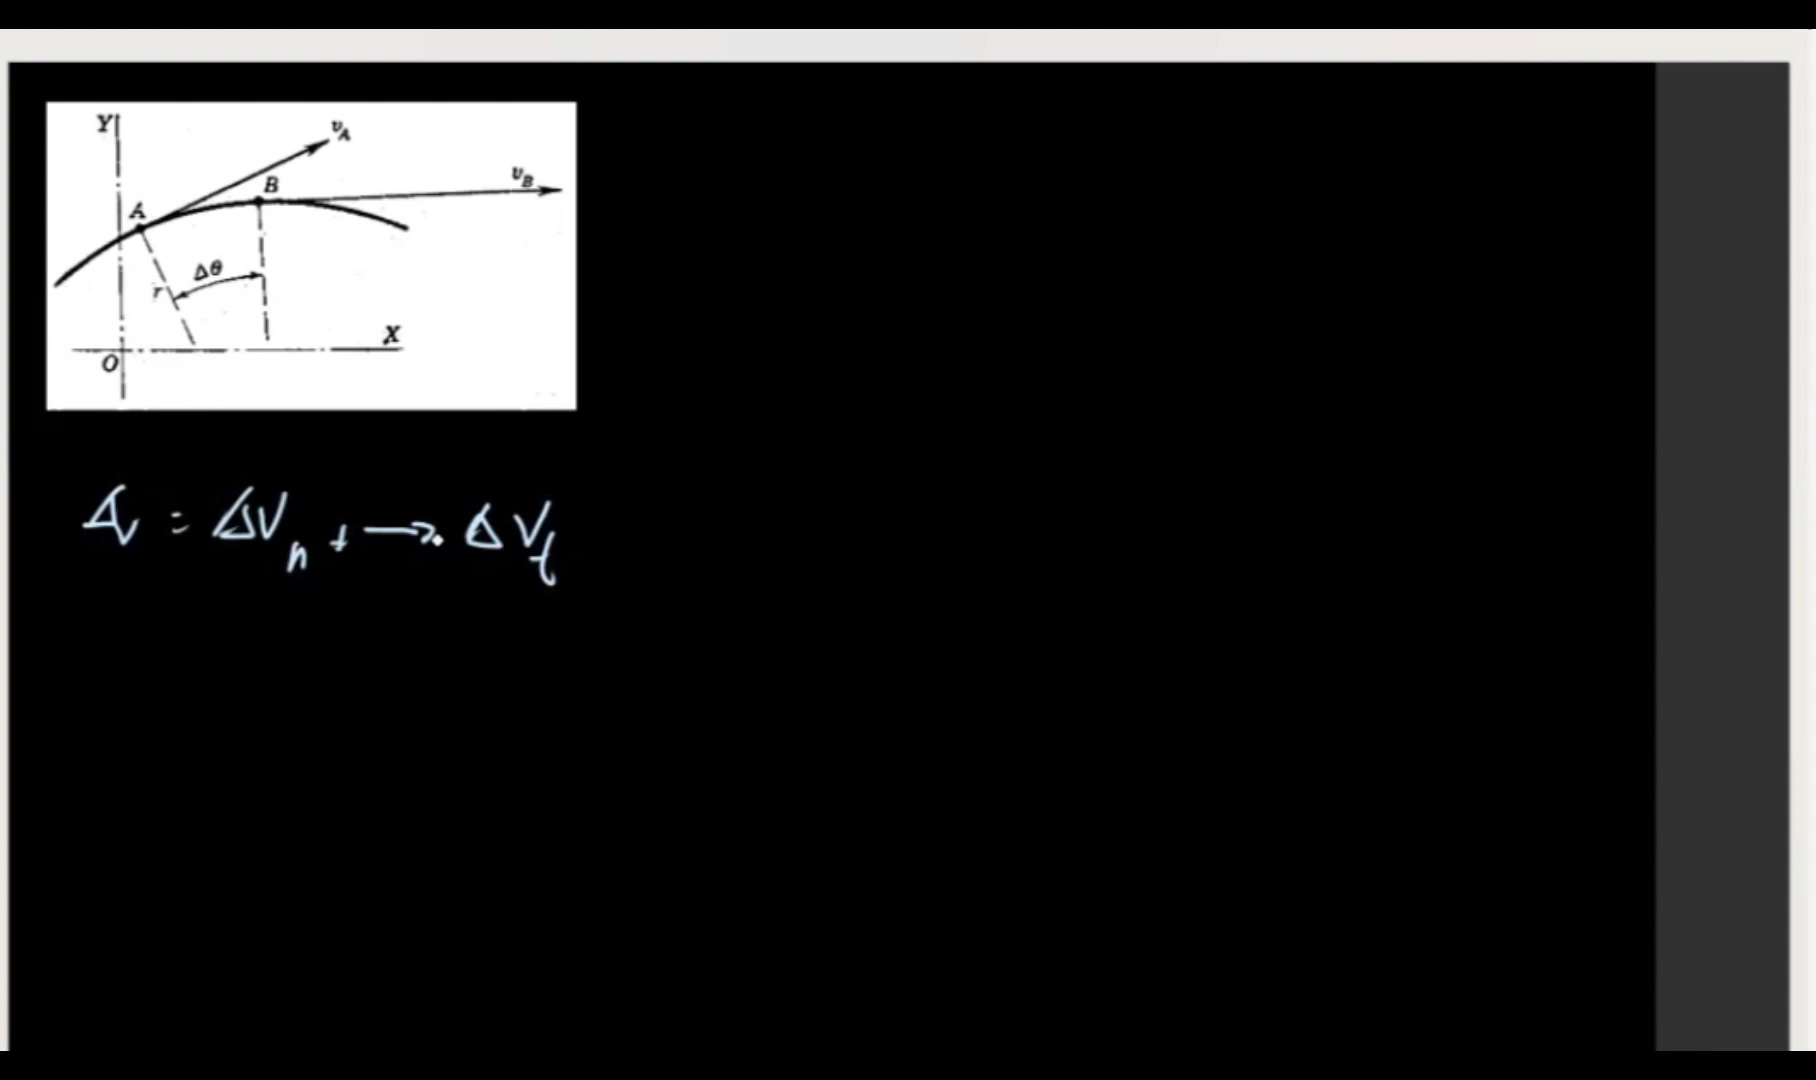 Y
v_A
v_B
B
A
Δθ
r
X
O
Δv = ΔV_n + → ΔV_t